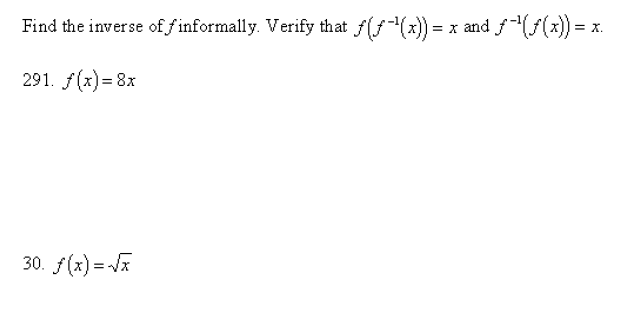 Find the inverse of f informally. Verify that f(f⁻¹(x)) = x and f⁻¹(f(x)) = x.
291. f(x) = 8x
30. f(x) = √x